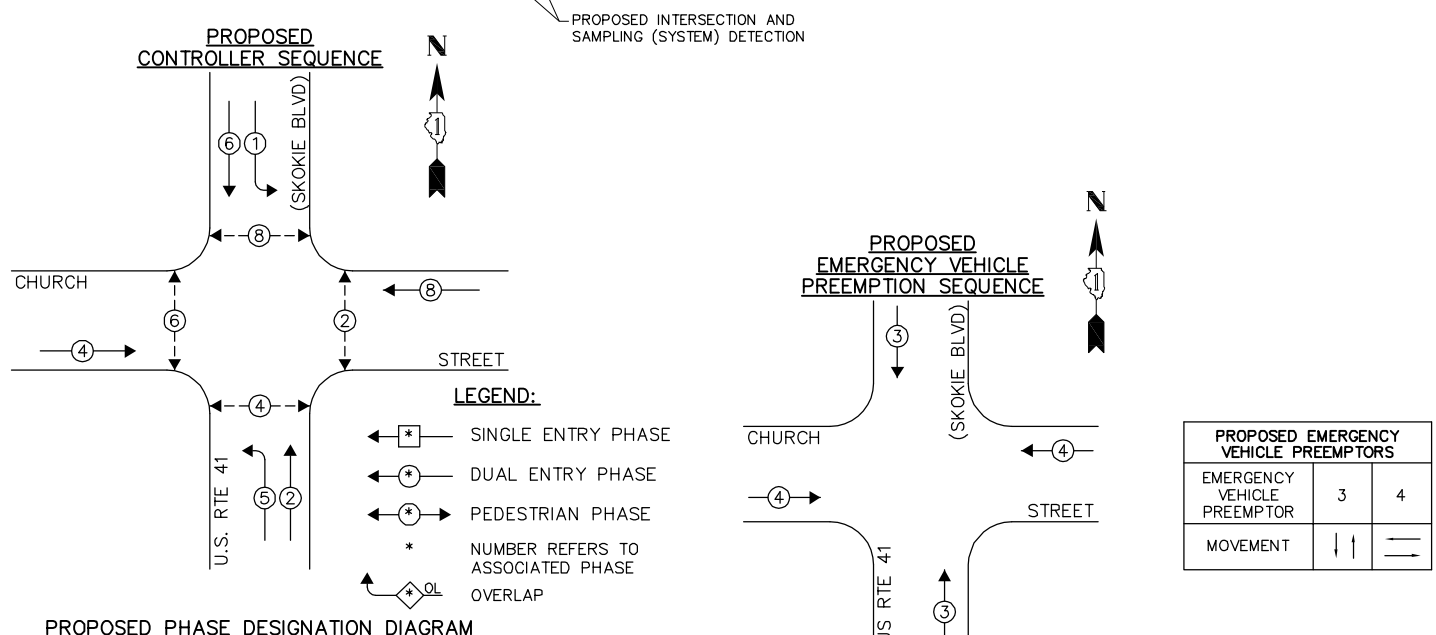 PROPOSED INTERSECTION AND
SAMPLING (SYSTEM) DETECTION
PROPOSED
CONTROLLER SEQUENCE
N
1
(SKOKIE BLVD)
6
1
8
CHURCH
8
6
2
4
STREET
4
U.S. RTE 41
5
2
LEGEND:
* SINGLE ENTRY PHASE
* DUAL ENTRY PHASE
* PEDESTRIAN PHASE
* NUMBER REFERS TO
ASSOCIATED PHASE
* OL OVERLAP
PROPOSED PHASE DESIGNATION DIAGRAM
PROPOSED
EMERGENCY VEHICLE
PREEMPTION SEQUENCE
N
1
3
(SKOKIE BLVD)
CHURCH
4
4
STREET
US RTE 41
3
PROPOSED EMERGENCY
VEHICLE PREEMPTORS
EMERGENCY
VEHICLE
PREEMPTOR
3
4
MOVEMENT